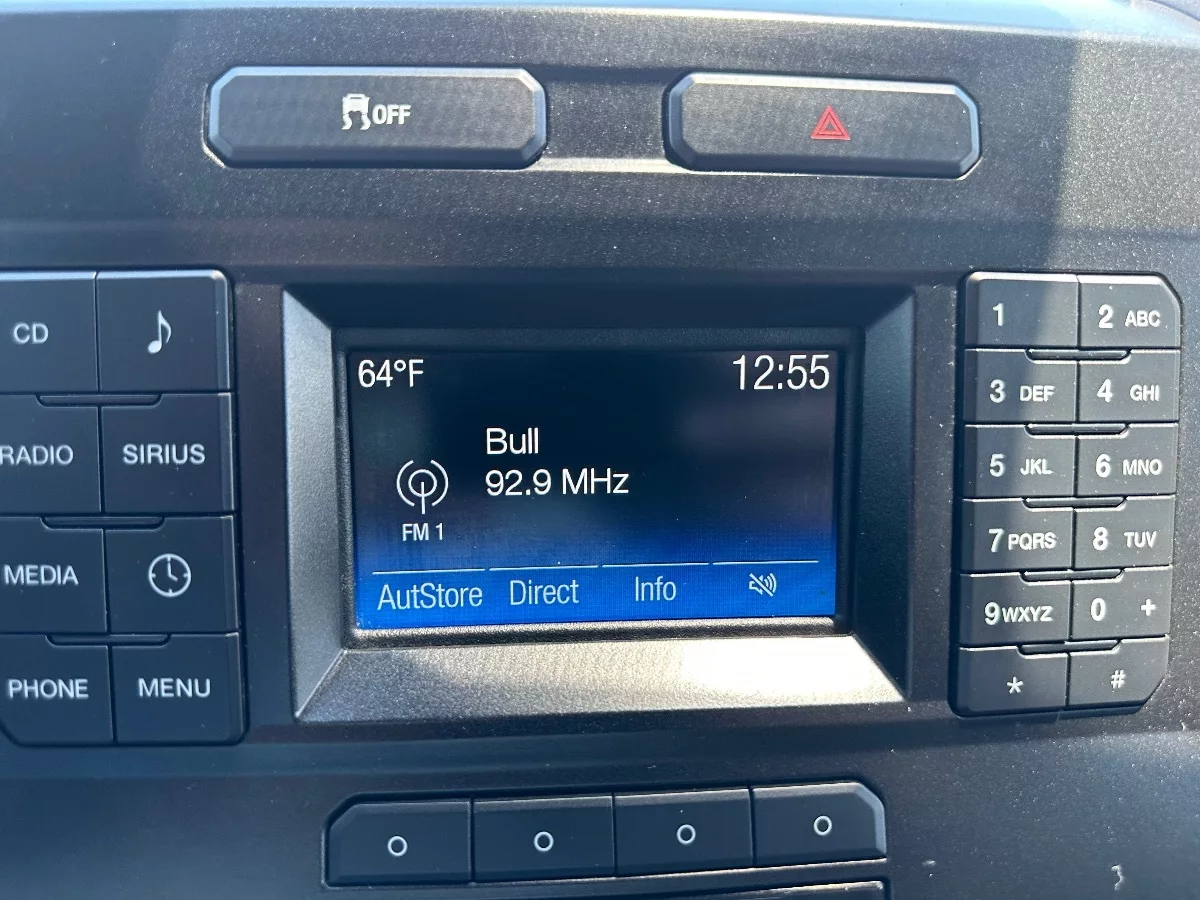 OFF
64°F 12:55
Bull
92.9 MHz
FM 1
AutStore Direct Info
CD
RADIO SIRIUS
MEDIA
PHONE MENU
1 2 ABC
3 DEF 4 GHI
5 JKL 6 MNO
7 PQRS 8 TUV
9 WXYZ 0 +
* #